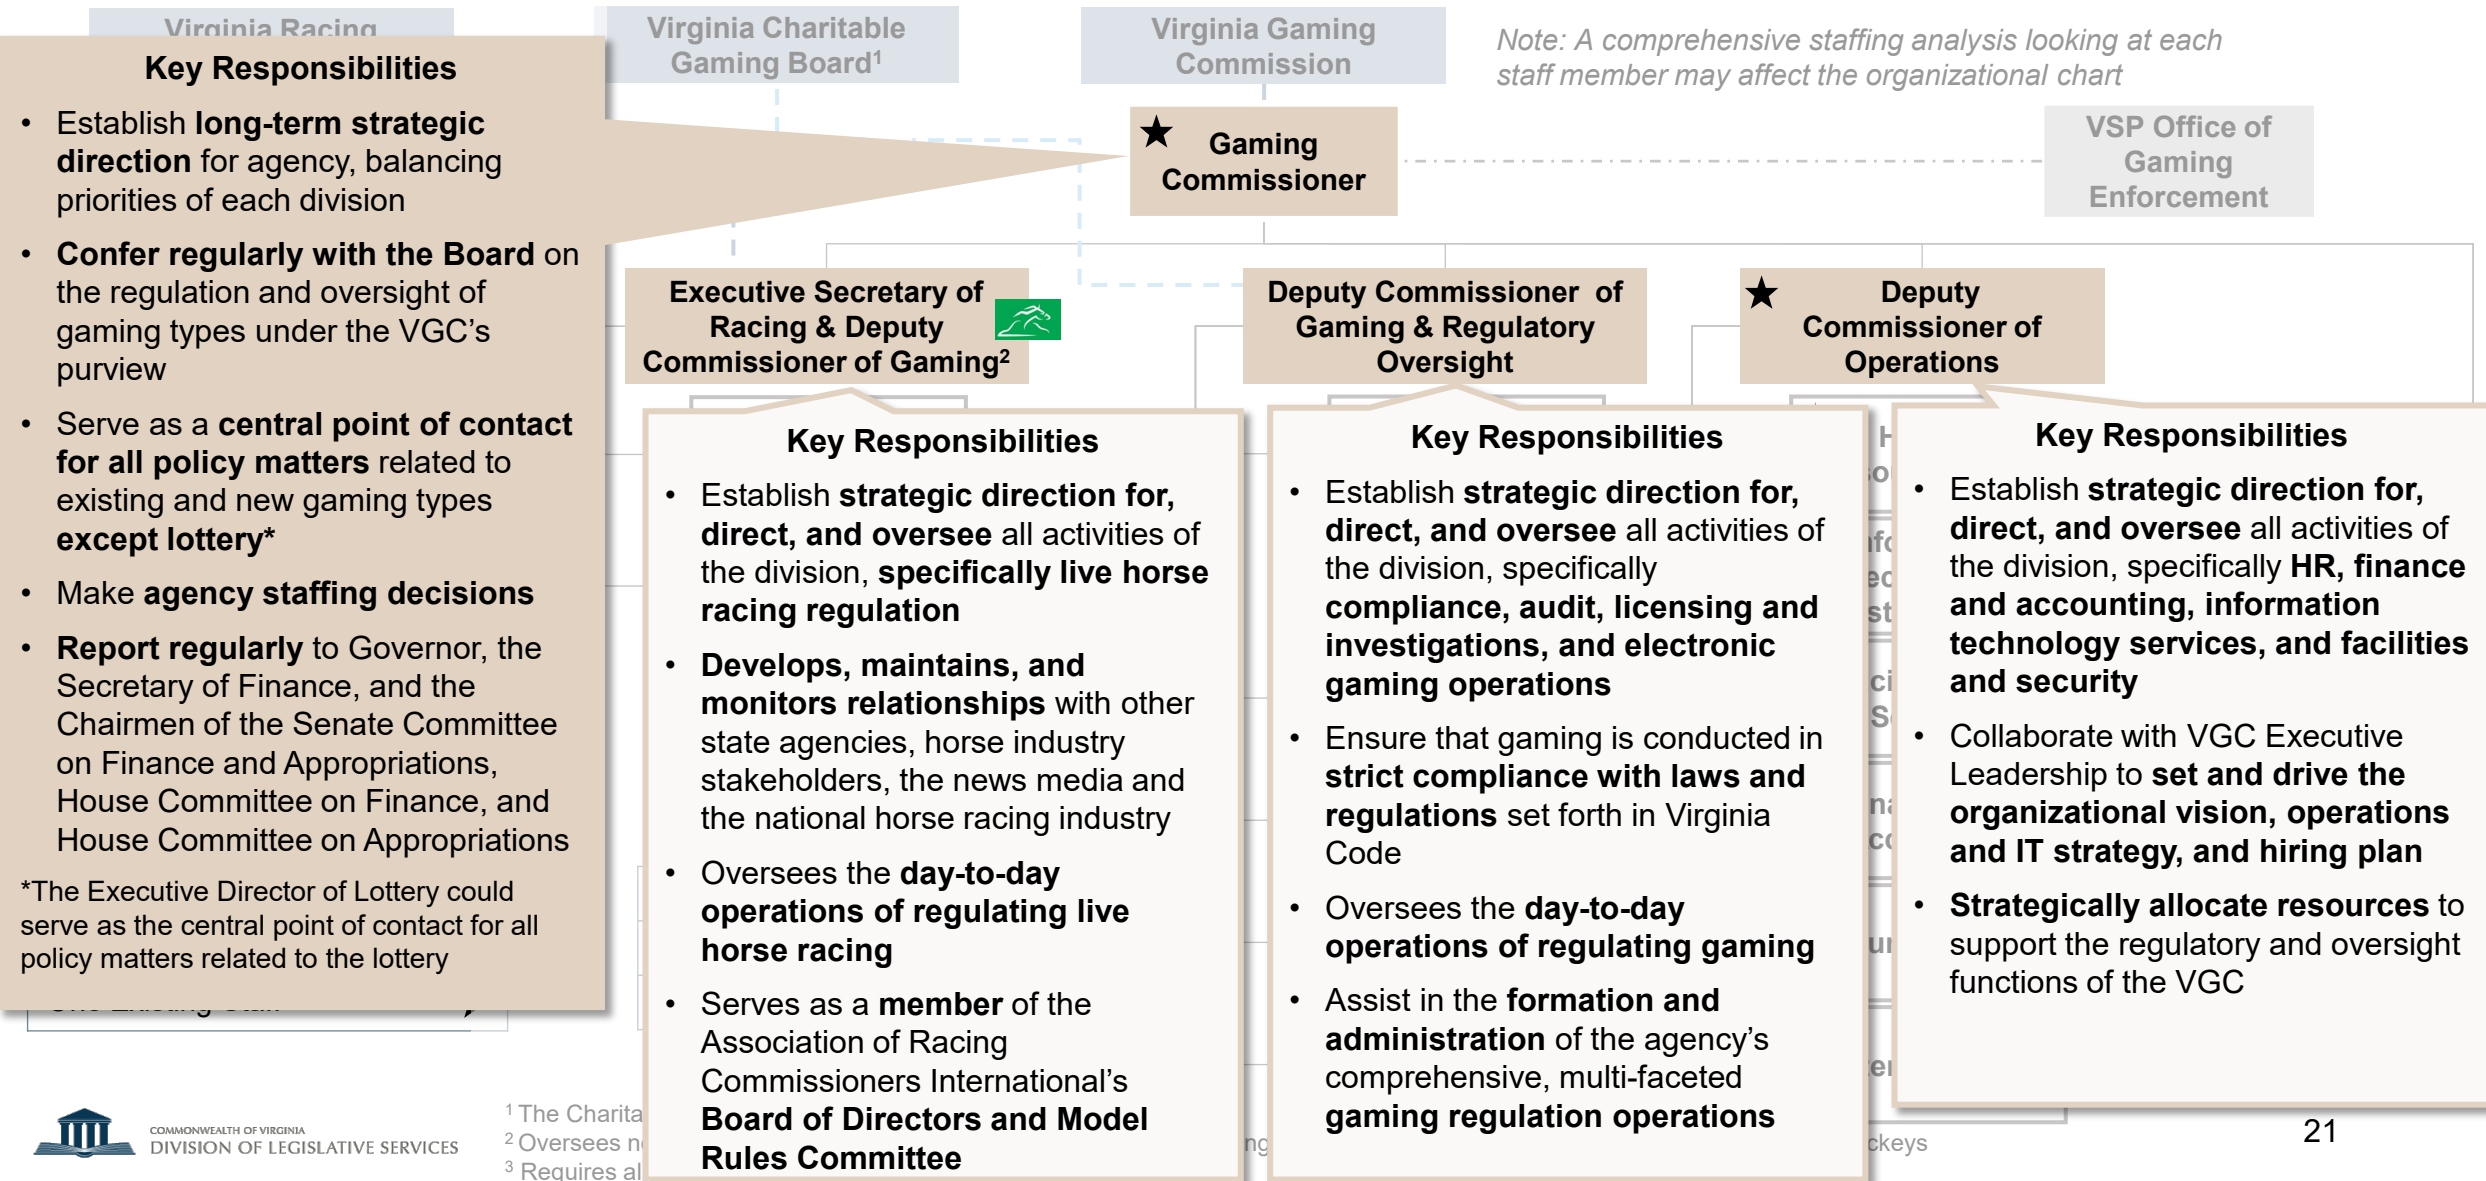 Virginia Racing
Virginia Charitable
Gaming Board¹
Virginia Gaming
Commission
Note: A comprehensive staffing analysis looking at each
staff member may affect the organizational chart
Gaming
Commissioner
VSP Office of
Gaming
Enforcement
Key Responsibilities
• Establish long-term strategic
direction for agency, balancing
priorities of each division
• Confer regularly with the Board on
the regulation and oversight of
gaming types under the VGC’s
purview
• Serve as a central point of contact
for all policy matters related to
existing and new gaming types
except lottery*
• Make agency staffing decisions
• Report regularly to Governor, the
Secretary of Finance, and the
Chairmen of the Senate Committee
on Finance and Appropriations,
House Committee on Finance, and
House Committee on Appropriations
*The Executive Director of Lottery could
serve as the central point of contact for all
policy matters related to the lottery
Executive Secretary of
Racing & Deputy
Commissioner of Gaming²
Key Responsibilities
• Establish strategic direction for,
direct, and oversee all activities of
the division, specifically live horse
racing regulation
• Develops, maintains, and
monitors relationships with other
state agencies, horse industry
stakeholders, the news media and
the national horse racing industry
• Oversees the day-to-day
operations of regulating live
horse racing
• Serves as a member of the
Association of Racing
Commissioners International’s
Board of Directors and Model
Rules Committee
Deputy Commissioner of
Gaming & Regulatory
Oversight
Key Responsibilities
• Establish strategic direction for,
direct, and oversee all activities of
the division, specifically
compliance, audit, licensing and
investigations, and electronic
gaming operations
• Ensure that gaming is conducted in
strict compliance with laws and
regulations set forth in Virginia
Code
• Oversees the day-to-day
operations of regulating gaming
• Assist in the formation and
administration of the agency’s
comprehensive, multi-faceted
gaming regulation operations
Deputy
Commissioner of
Operations
Key Responsibilities
• Establish strategic direction for,
direct, and oversee all activities of
the division, specifically HR, finance
and accounting, information
technology services, and facilities
and security
• Collaborate with VGC Executive
Leadership to set and drive the
organizational vision, operations
and IT strategy, and hiring plan
• Strategically allocate resources to
support the regulatory and oversight
functions of the VGC
COMMONWEALTH OF VIRGINIA
DIVISION OF LEGISLATIVE SERVICES
¹ The
² Oversees
³ Requires
21